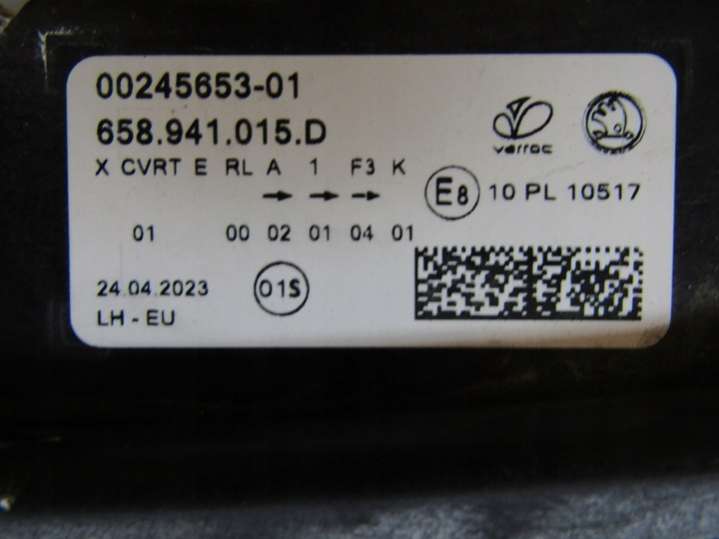 00245653-01
658.941.015.D
varroc
X CVRT E RL A 1 F3 K
→ → →
E8 10 PL 10517
01 00 02 01 04 01
24.04.2023
01S
LH - EU